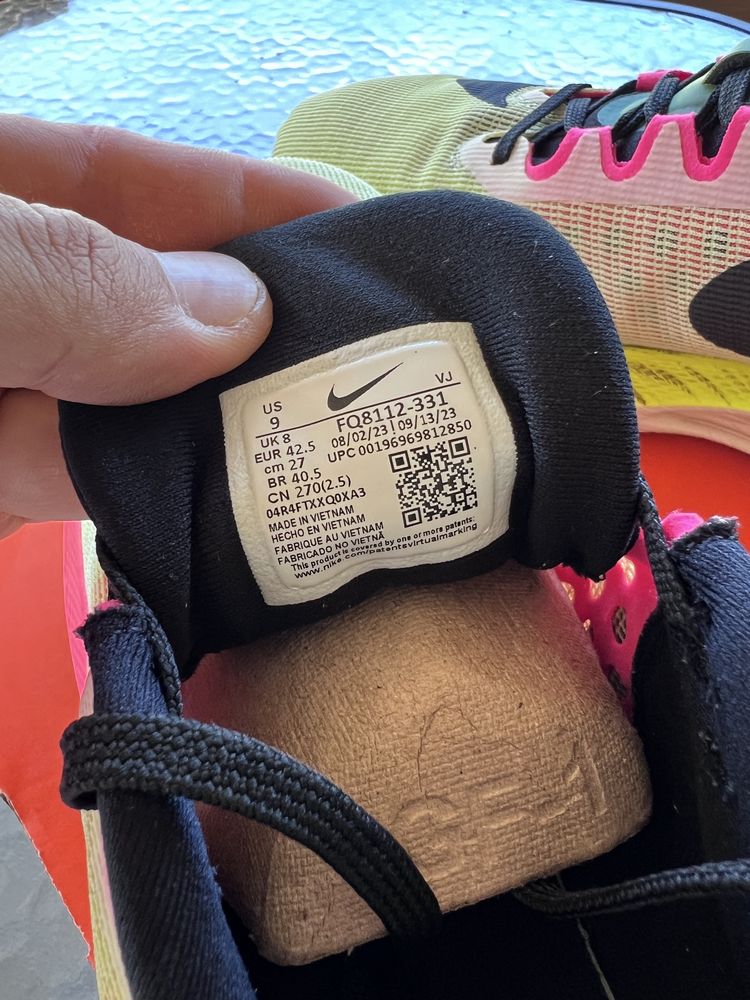 US
9
VJ
FQ8112-331
08/02/23 | 09/13/23
UPC 00196969812850
UK 8
EUR 42.5
cm 27
BR 40.5
CN 270(2.5)
04R4FTXXQ0XA3
MADE IN VIETNAM
HECHO EN VIETNAM
FABRIQUE AU VIETNAM
FABRICADO NO VIETNÃ
This product is covered by one or more patents:
www.nike.com/patentsvirtualmarking